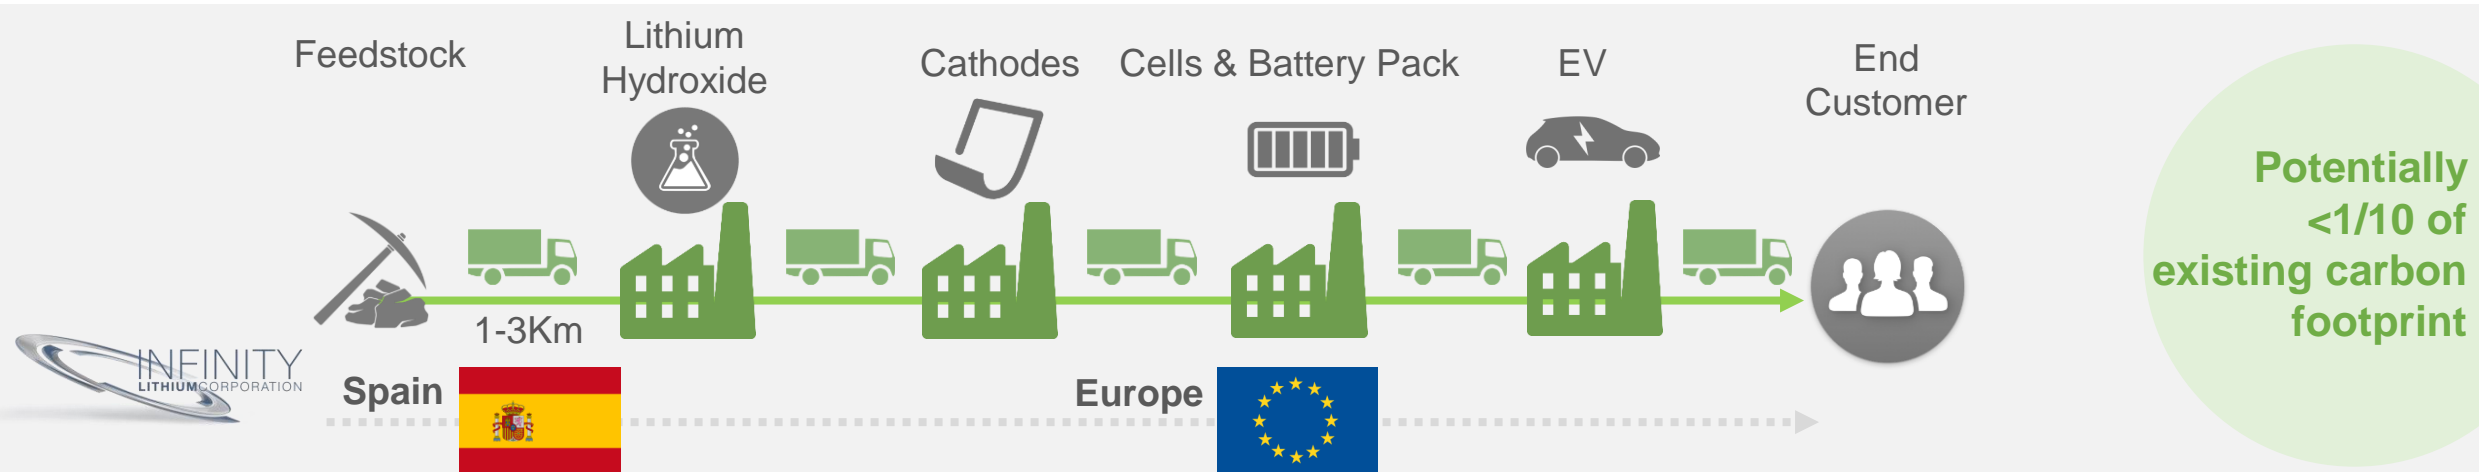 Feedstock
Lithium
Hydroxide
Cathodes
Cells & Battery Pack
EV
End
Customer
1-3Km
INFINITY
LITHIUMCORPORATION
Spain
Europe
Potentially
<1/10 of
existing carbon
footprint